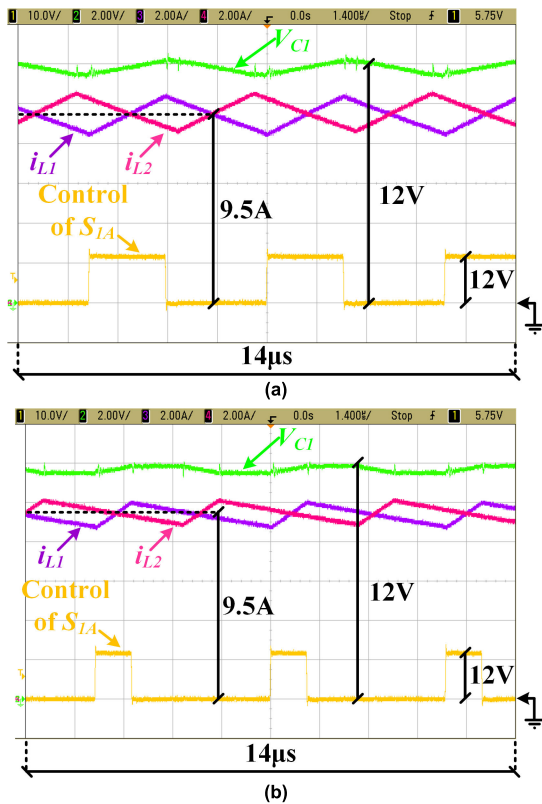 1 10.0V/ 2 2.00V/ 3 2.00A/ 4 2.00A/ 0.0s 1.400㎲/ Stop 1 5.75V
VC1
iL1 iL2
Control
of S1A
9.5A
12V
12V
14μs
(a)
1 10.0V/ 2 2.00V/ 3 2.00A/ 4 2.00A/ 0.0s 1.400㎲/ Stop 1 5.75V
VC1
iL1 iL2
Control
of S1A
9.5A
12V
12V
14μs
(b)